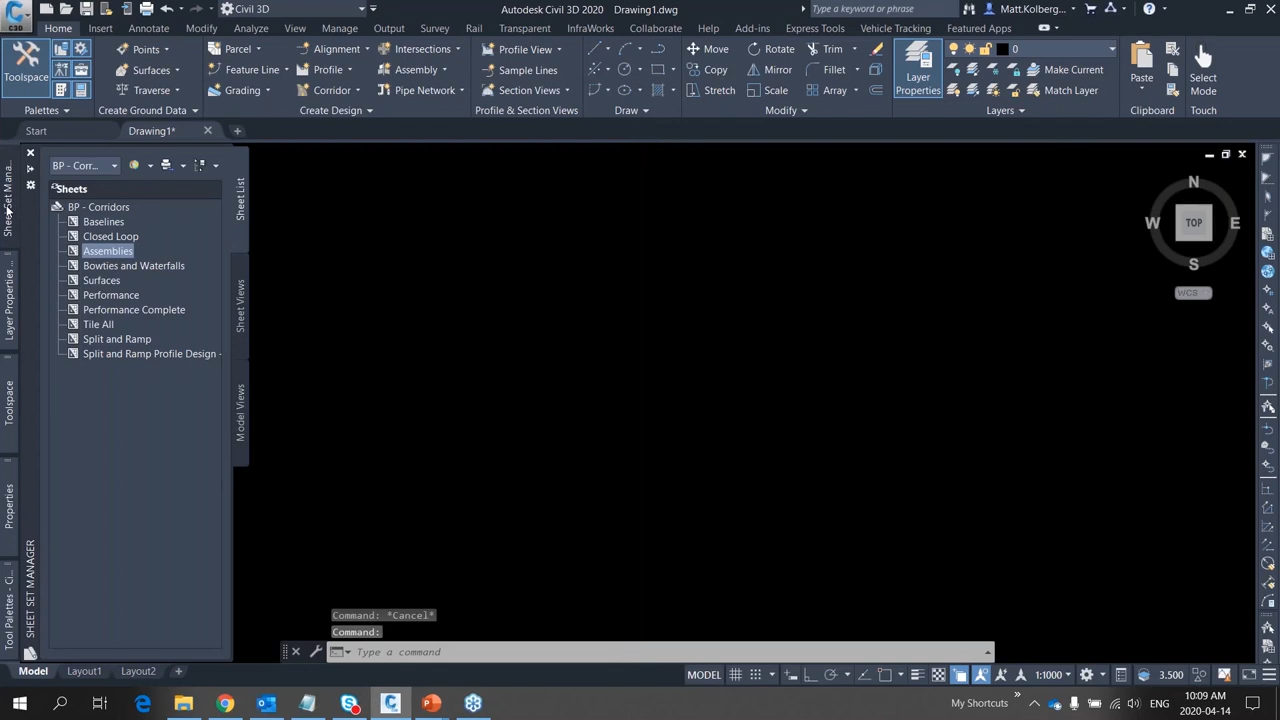 Civil 3D
Autodesk Civil 3D 2020 Drawing1.dwg
Type a keyword or phrase
Matt.Kolberg...
C3D
Home Insert Annotate Modify Analyze View Manage Output Survey Rail Transparent InfraWorks Collaborate Help Add-ins Express Tools Vehicle Tracking Featured Apps
Toolspace
Palettes
Points
Surfaces
Traverse
Create Ground Data
Parcel
Feature Line
Grading
Alignment
Profile
Corridor
Intersections
Assembly
Pipe Network
Create Design
Profile View
Sample Lines
Section Views
Profile & Section Views
Draw
Move
Copy
Stretch
Rotate
Mirror
Scale
Trim
Fillet
Array
Modify
Layer
Properties
0
Make Current
Match Layer
Layers
Paste
Clipboard
Select
Mode
Touch
Start
Drawing1*
Sheet Set Mana...
Layer Properties ...
Toolspace
Properties
Tool Palettes - Ci...
SHEET SET MANAGER
BP - Corr...
Sheets
BP - Corridors
Baselines
Closed Loop
Assemblies
Bowties and Waterfalls
Surfaces
Performance
Performance Complete
Tile All
Split and Ramp
Split and Ramp Profile Design -
Sheet List
Sheet Views
Model Views
N
W
TOP
E
S
WCS
Command: *Cancel*
Command:
Type a command
Model
Layout1
Layout2
MODEL
1:1000
3.500
My Shortcuts
ENG
10:09 AM
2020-04-14